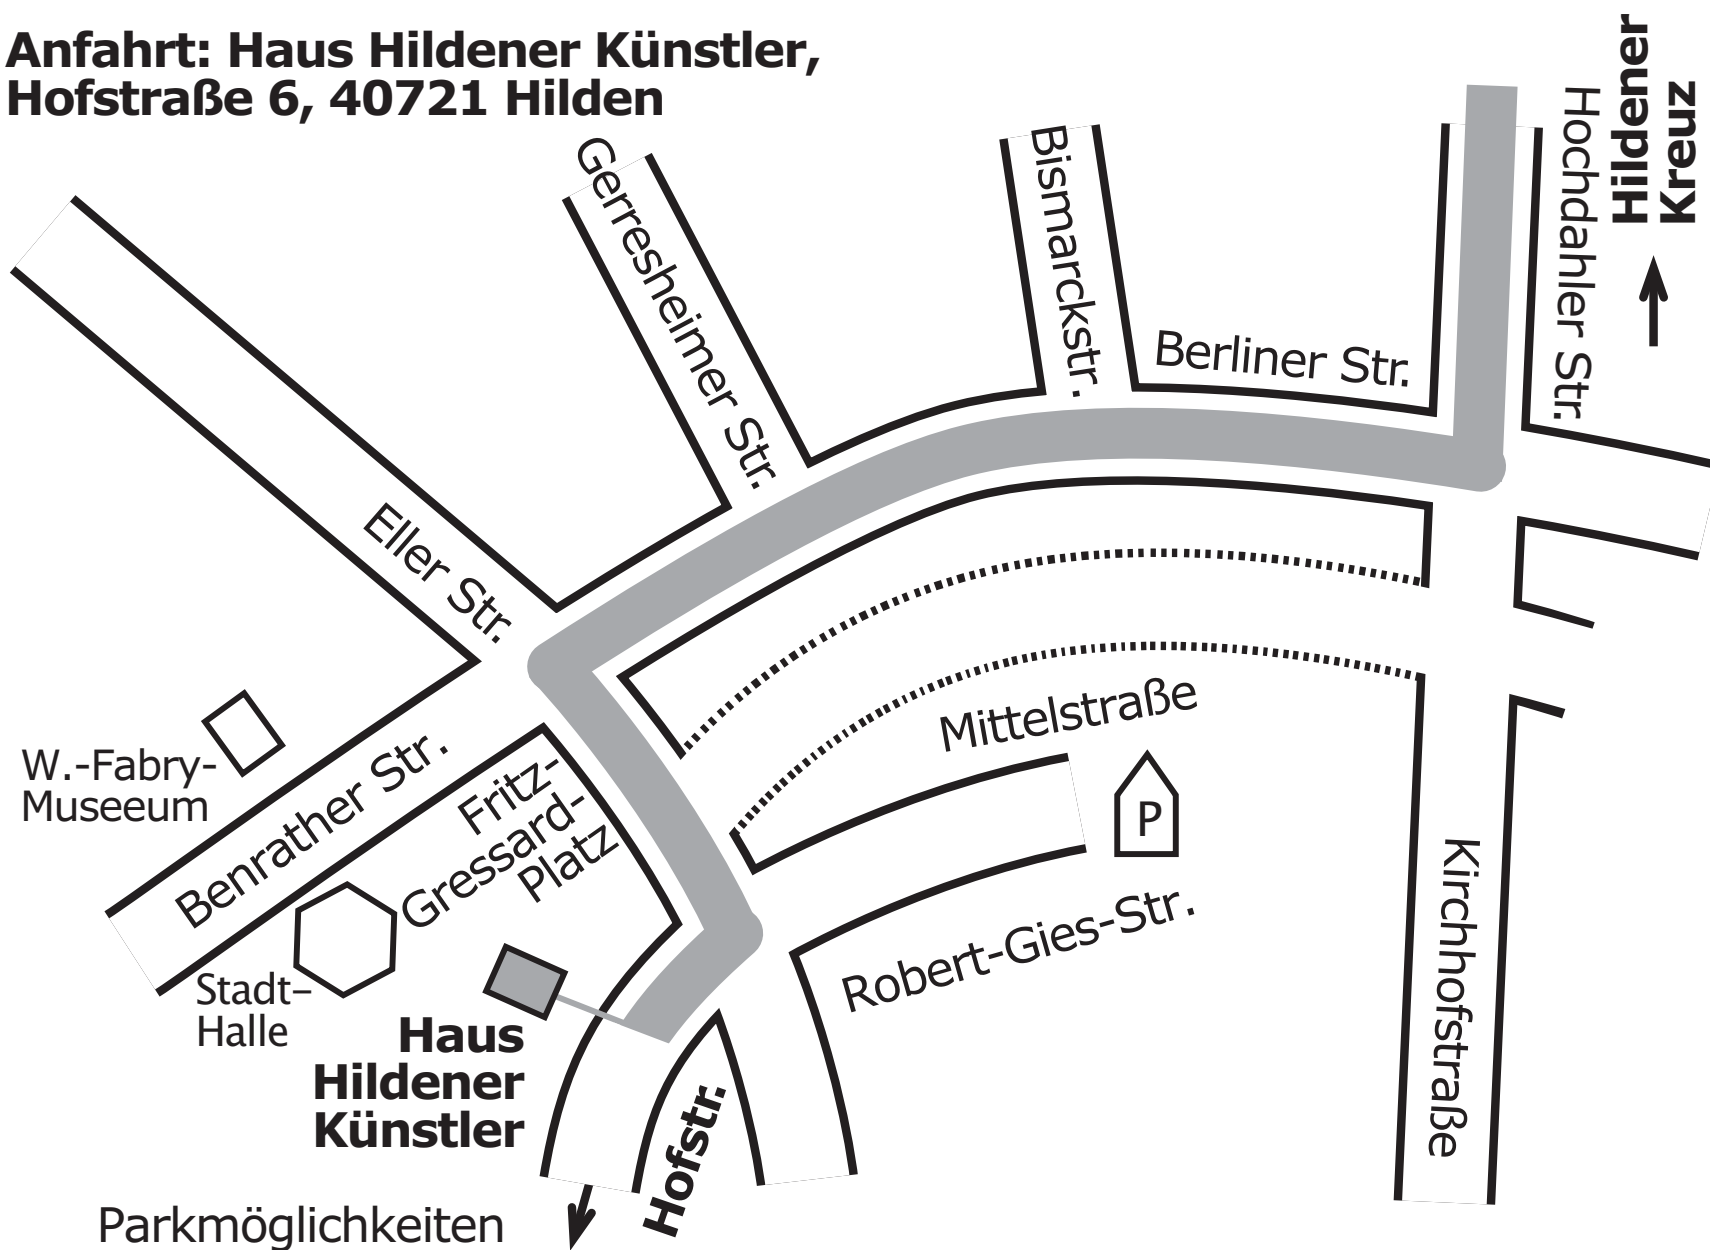 Anfahrt: Haus Hildener Künstler,
Hofstraße 6, 40721 Hilden
Hildener
Kreuz
Hochdahler Str.
Gerresheimer Str.
Bismarckstr.
Berliner Str.
Eller Str.
Mittelstraße
W.-Fabry-
Museeum
Benrather Str.
Fritz-
Gressard-
Platz
P
Robert-Gies-Str.
Kirchhofstraße
Stadt-
Halle
Haus
Hildener
Künstler
Hofstr.
Parkmöglichkeiten